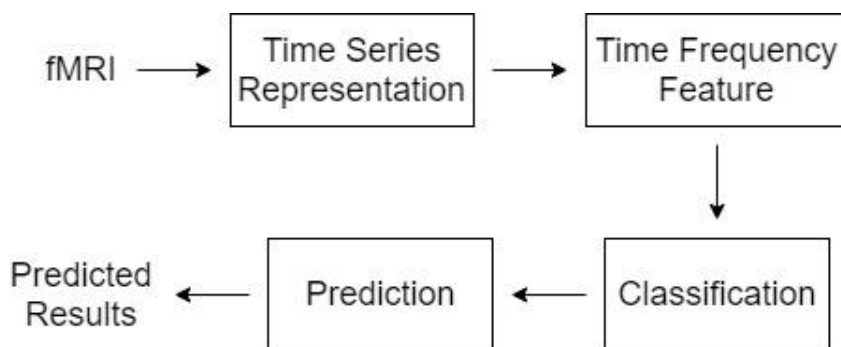 fMRI
Time Series
Representation
Time Frequency
Feature
Classification
Prediction
Predicted
Results